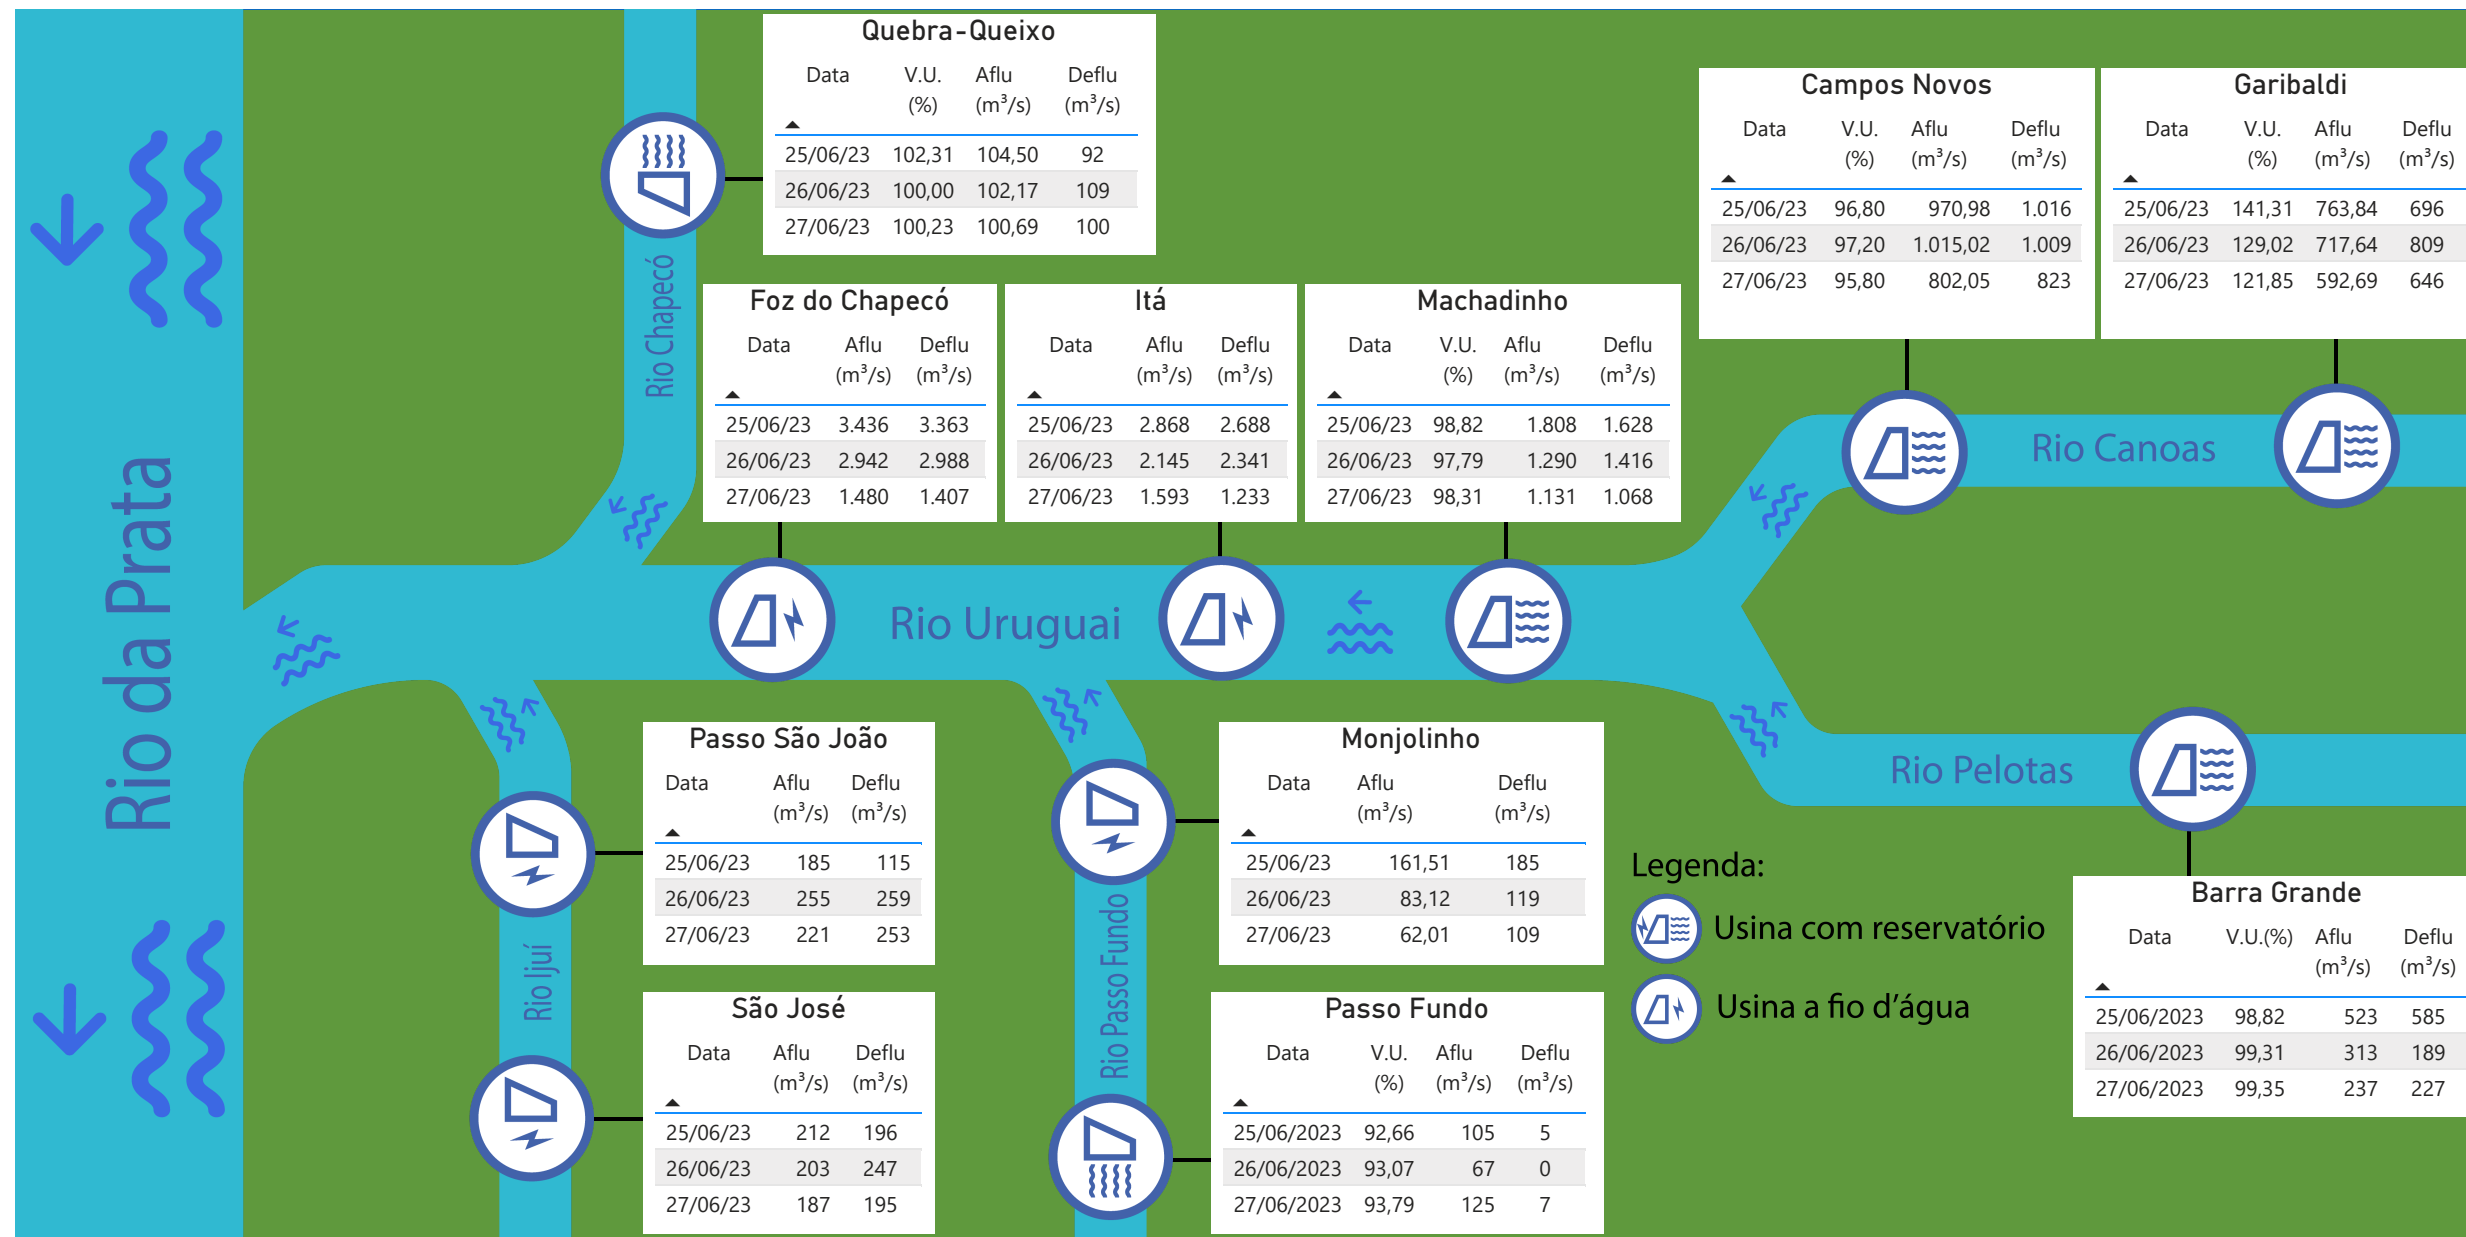 Quebra-Queixo
Data V.U. Aflu Deflu
(%) (m³/s) (m³/s)
25/06/23 102,31 104,50 92
26/06/23 100,00 102,17 109
27/06/23 100,23 100,69 100
Campos Novos
Data V.U. Aflu Deflu
(%) (m³/s) (m³/s)
25/06/23 96,80 970,98 1.016
26/06/23 97,20 1.015,02 1.009
27/06/23 95,80 802,05 823
Garibaldi
Data V.U. Aflu Deflu
(%) (m³/s) (m³/s)
25/06/23 141,31 763,84 696
26/06/23 129,02 717,64 809
27/06/23 121,85 592,69 646
Rio Chapecó
Foz do Chapecó
Data Aflu Deflu
(m³/s) (m³/s)
25/06/23 3.436 3.363
26/06/23 2.942 2.988
27/06/23 1.480 1.407
Itá
Data Aflu Deflu
(m³/s) (m³/s)
25/06/23 2.868 2.688
26/06/23 2.145 2.341
27/06/23 1.593 1.233
Machadinho
Data V.U. Aflu Deflu
(%) (m³/s) (m³/s)
25/06/23 98,82 1.808 1.628
26/06/23 97,79 1.290 1.416
27/06/23 98,31 1.131 1.068
Rio Canoas
Rio da Prata
Rio Uruguai
Rio Pelotas
Passo São João
Data Aflu Deflu
(m³/s) (m³/s)
25/06/23 185 115
26/06/23 255 259
27/06/23 221 253
Monjolinho
Data Aflu Deflu
(m³/s) (m³/s)
25/06/23 161,51 185
26/06/23 83,12 119
27/06/23 62,01 109
Legenda:
Usina com reservatório
Usina a fio d’água
Barra Grande
Data V.U.(%) Aflu Deflu
(m³/s) (m³/s)
25/06/2023 98,82 523 585
26/06/2023 99,31 313 189
27/06/2023 99,35 237 227
Rio Ijuí
Rio Passo Fundo
São José
Data Aflu Deflu
(m³/s) (m³/s)
25/06/23 212 196
26/06/23 203 247
27/06/23 187 195
Passo Fundo
Data V.U. Aflu Deflu
(%) (m³/s) (m³/s)
25/06/2023 92,66 105 5
26/06/2023 93,07 67 0
27/06/2023 93,79 125 7